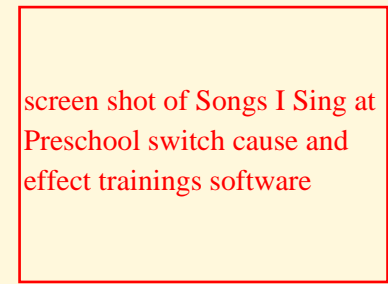 screen shot of Songs I Sing at
Preschool switch cause and
effect trainings software